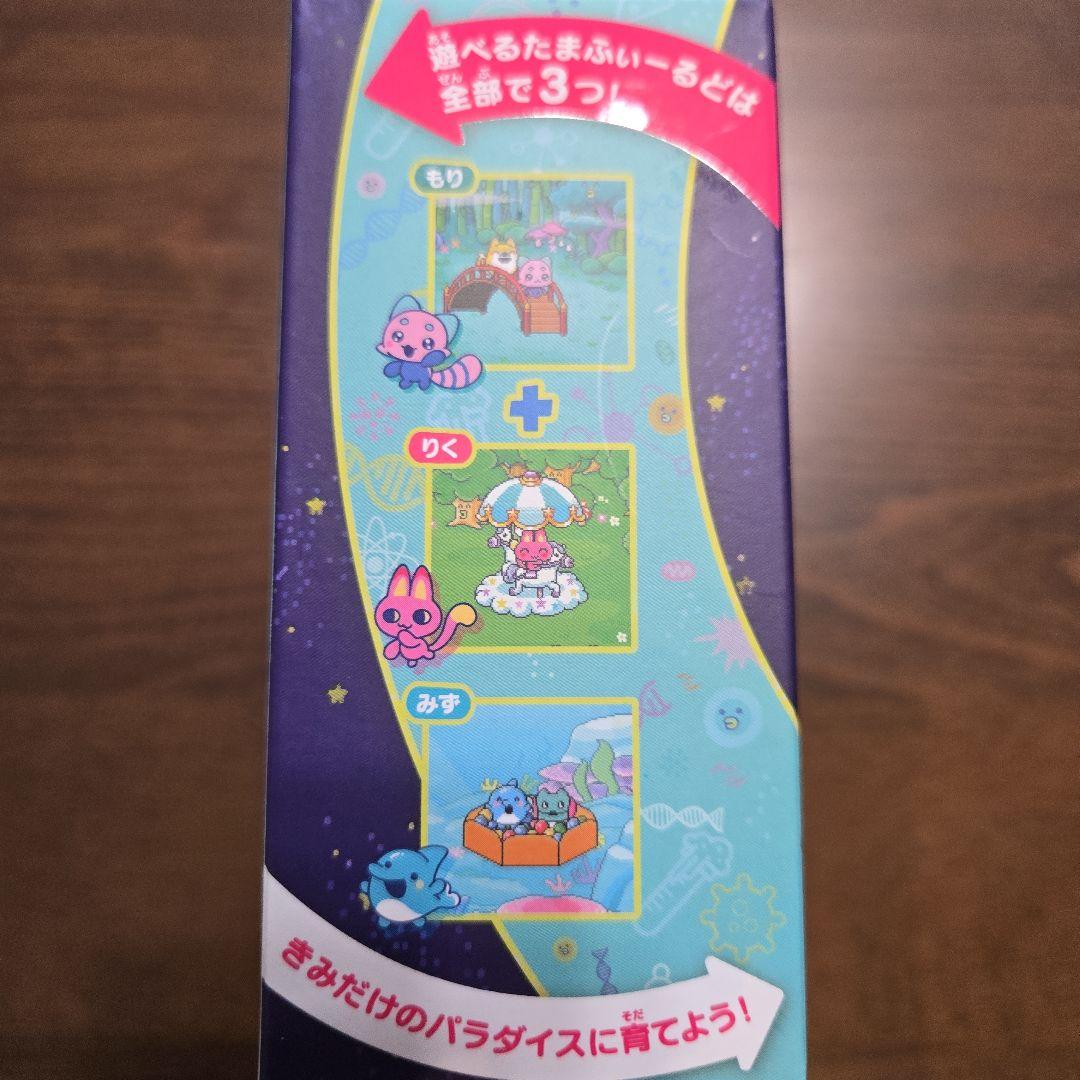 遊べるたまふぃーるどは
全部で3つ!
もり
りく
みず
きみだけのパラダイスに育てよう!